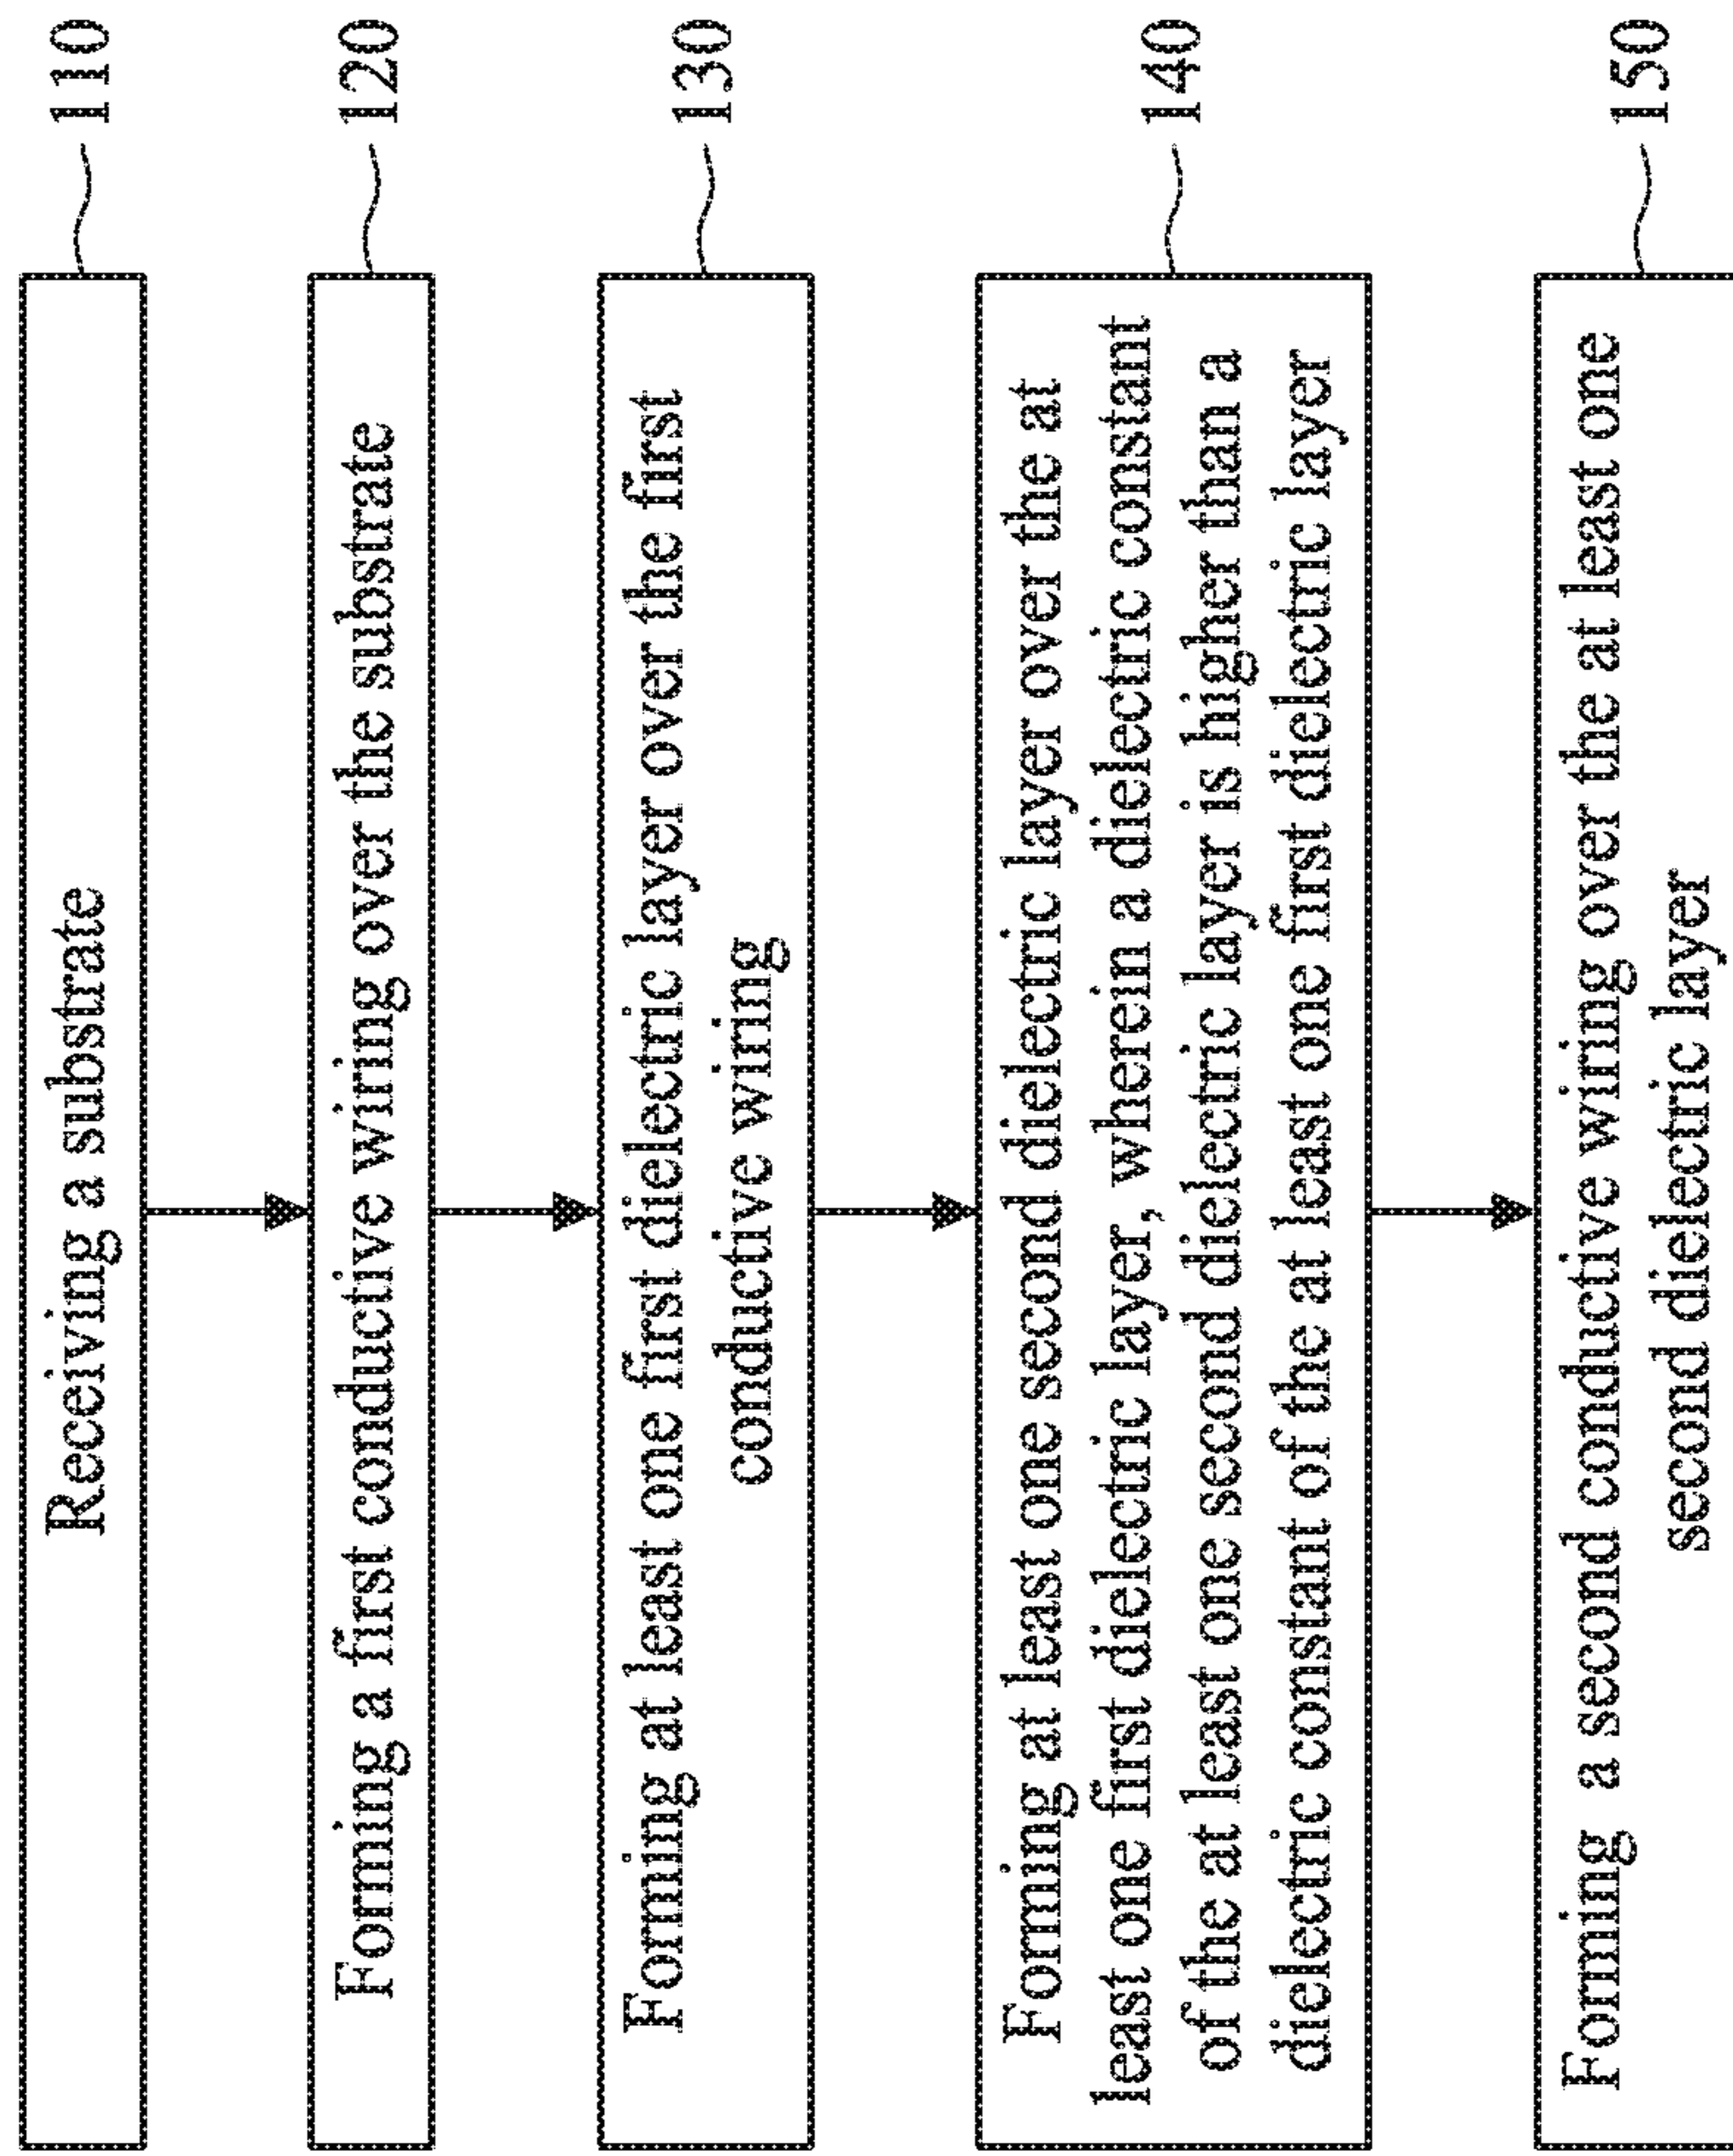 Receiving a substrate
110
Forming a first conductive wiring over the substrate
120
Forming at least one first dielectric layer over the first
conductive wiring
130
Forming at least one second dielectric layer over the at
least one first dielectric layer, wherein a dielectric constant
of the at least one second dielectric layer is higher than a
dielectric constant of the at least one first dielectric layer
140
Forming a second conductive wiring over the at least one
second dielectric layer
150